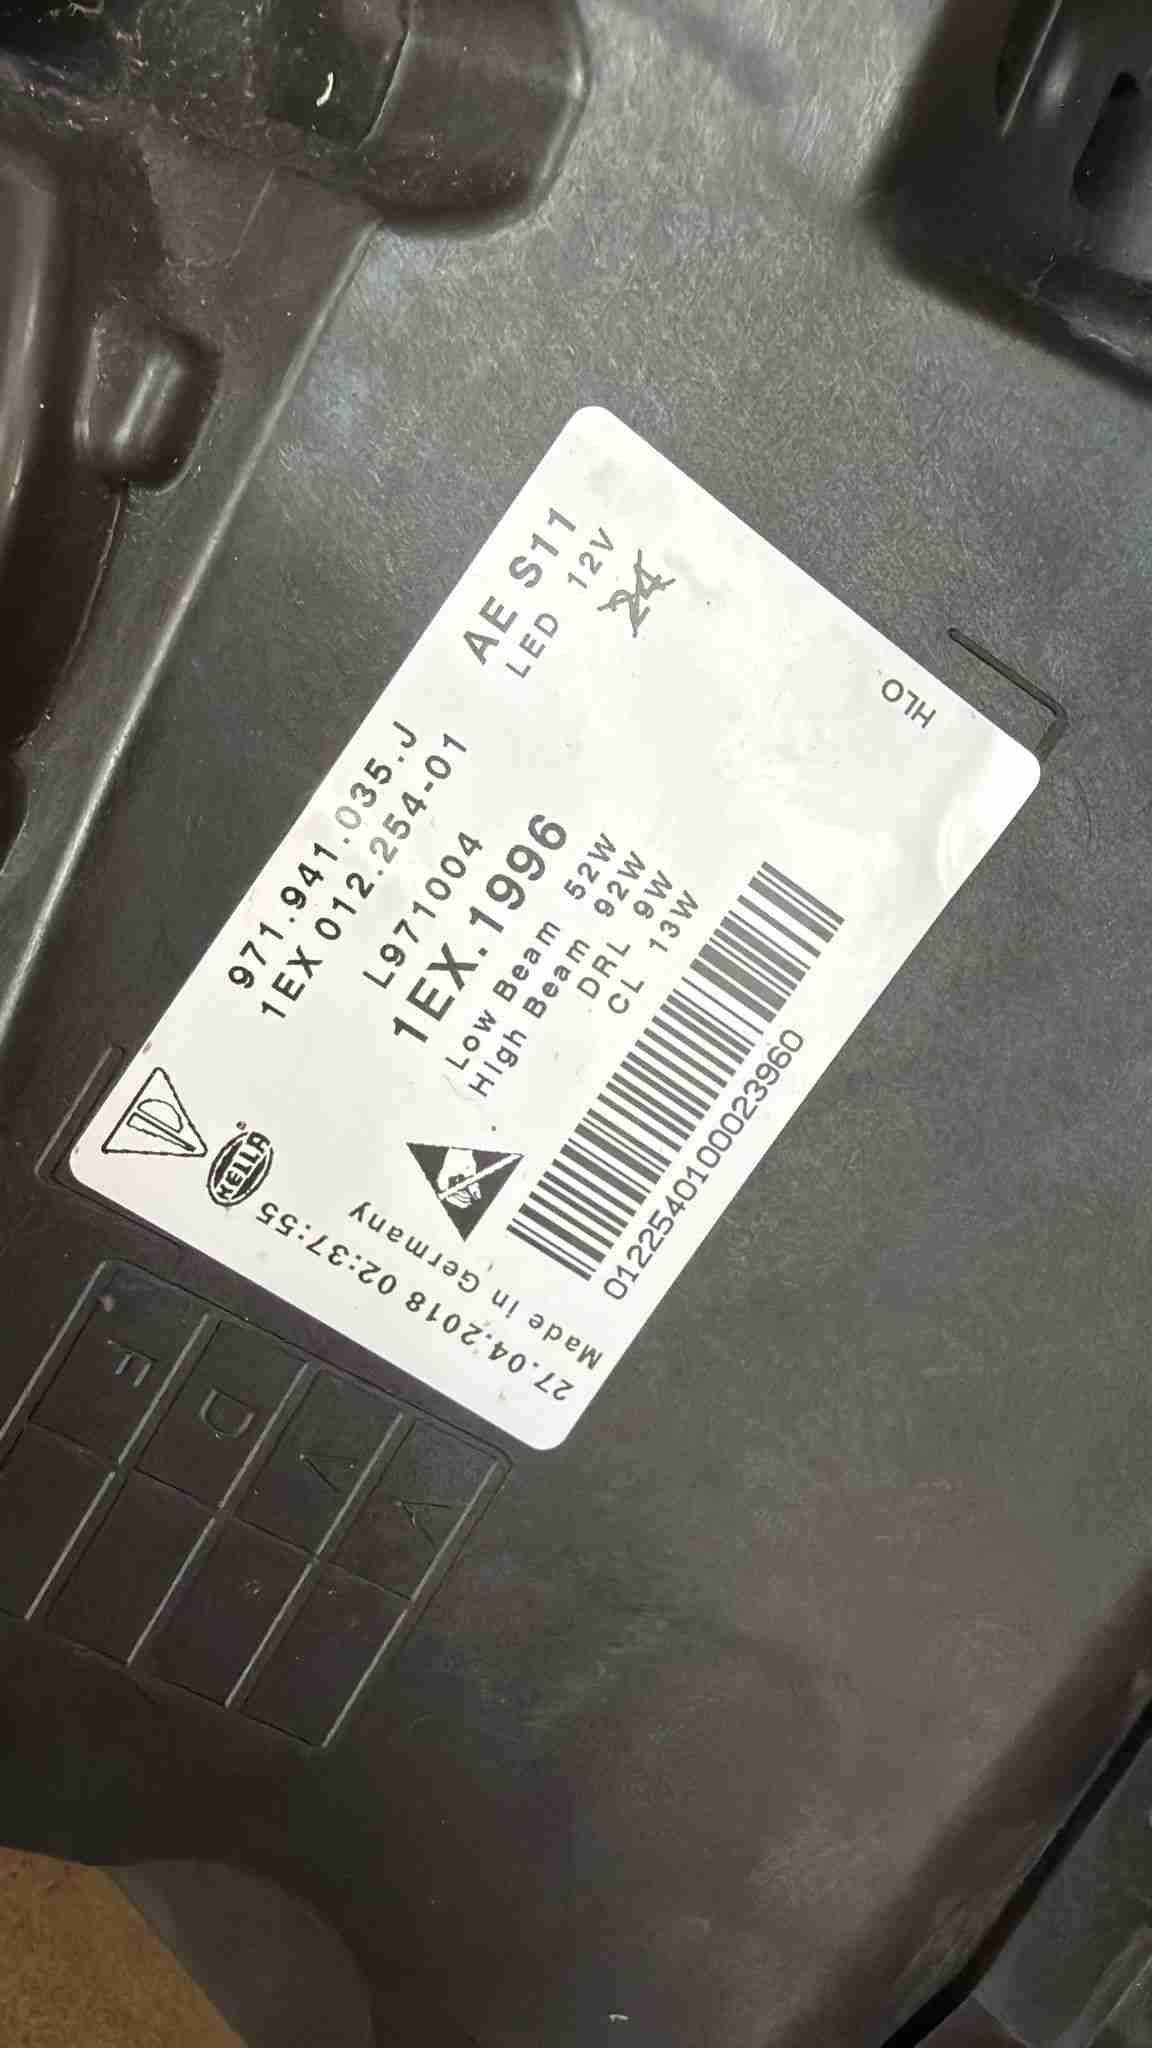 971.941.035.J
1EX 012.254-01
AE S11
LED 12V
24
L971004
1EX.1996
Low Beam 52W
High Beam 92W
DRL 9W
CL 13W
HLO
HELLA®
27.04.2018 02:37:55
Made in Germany
01225401000023960